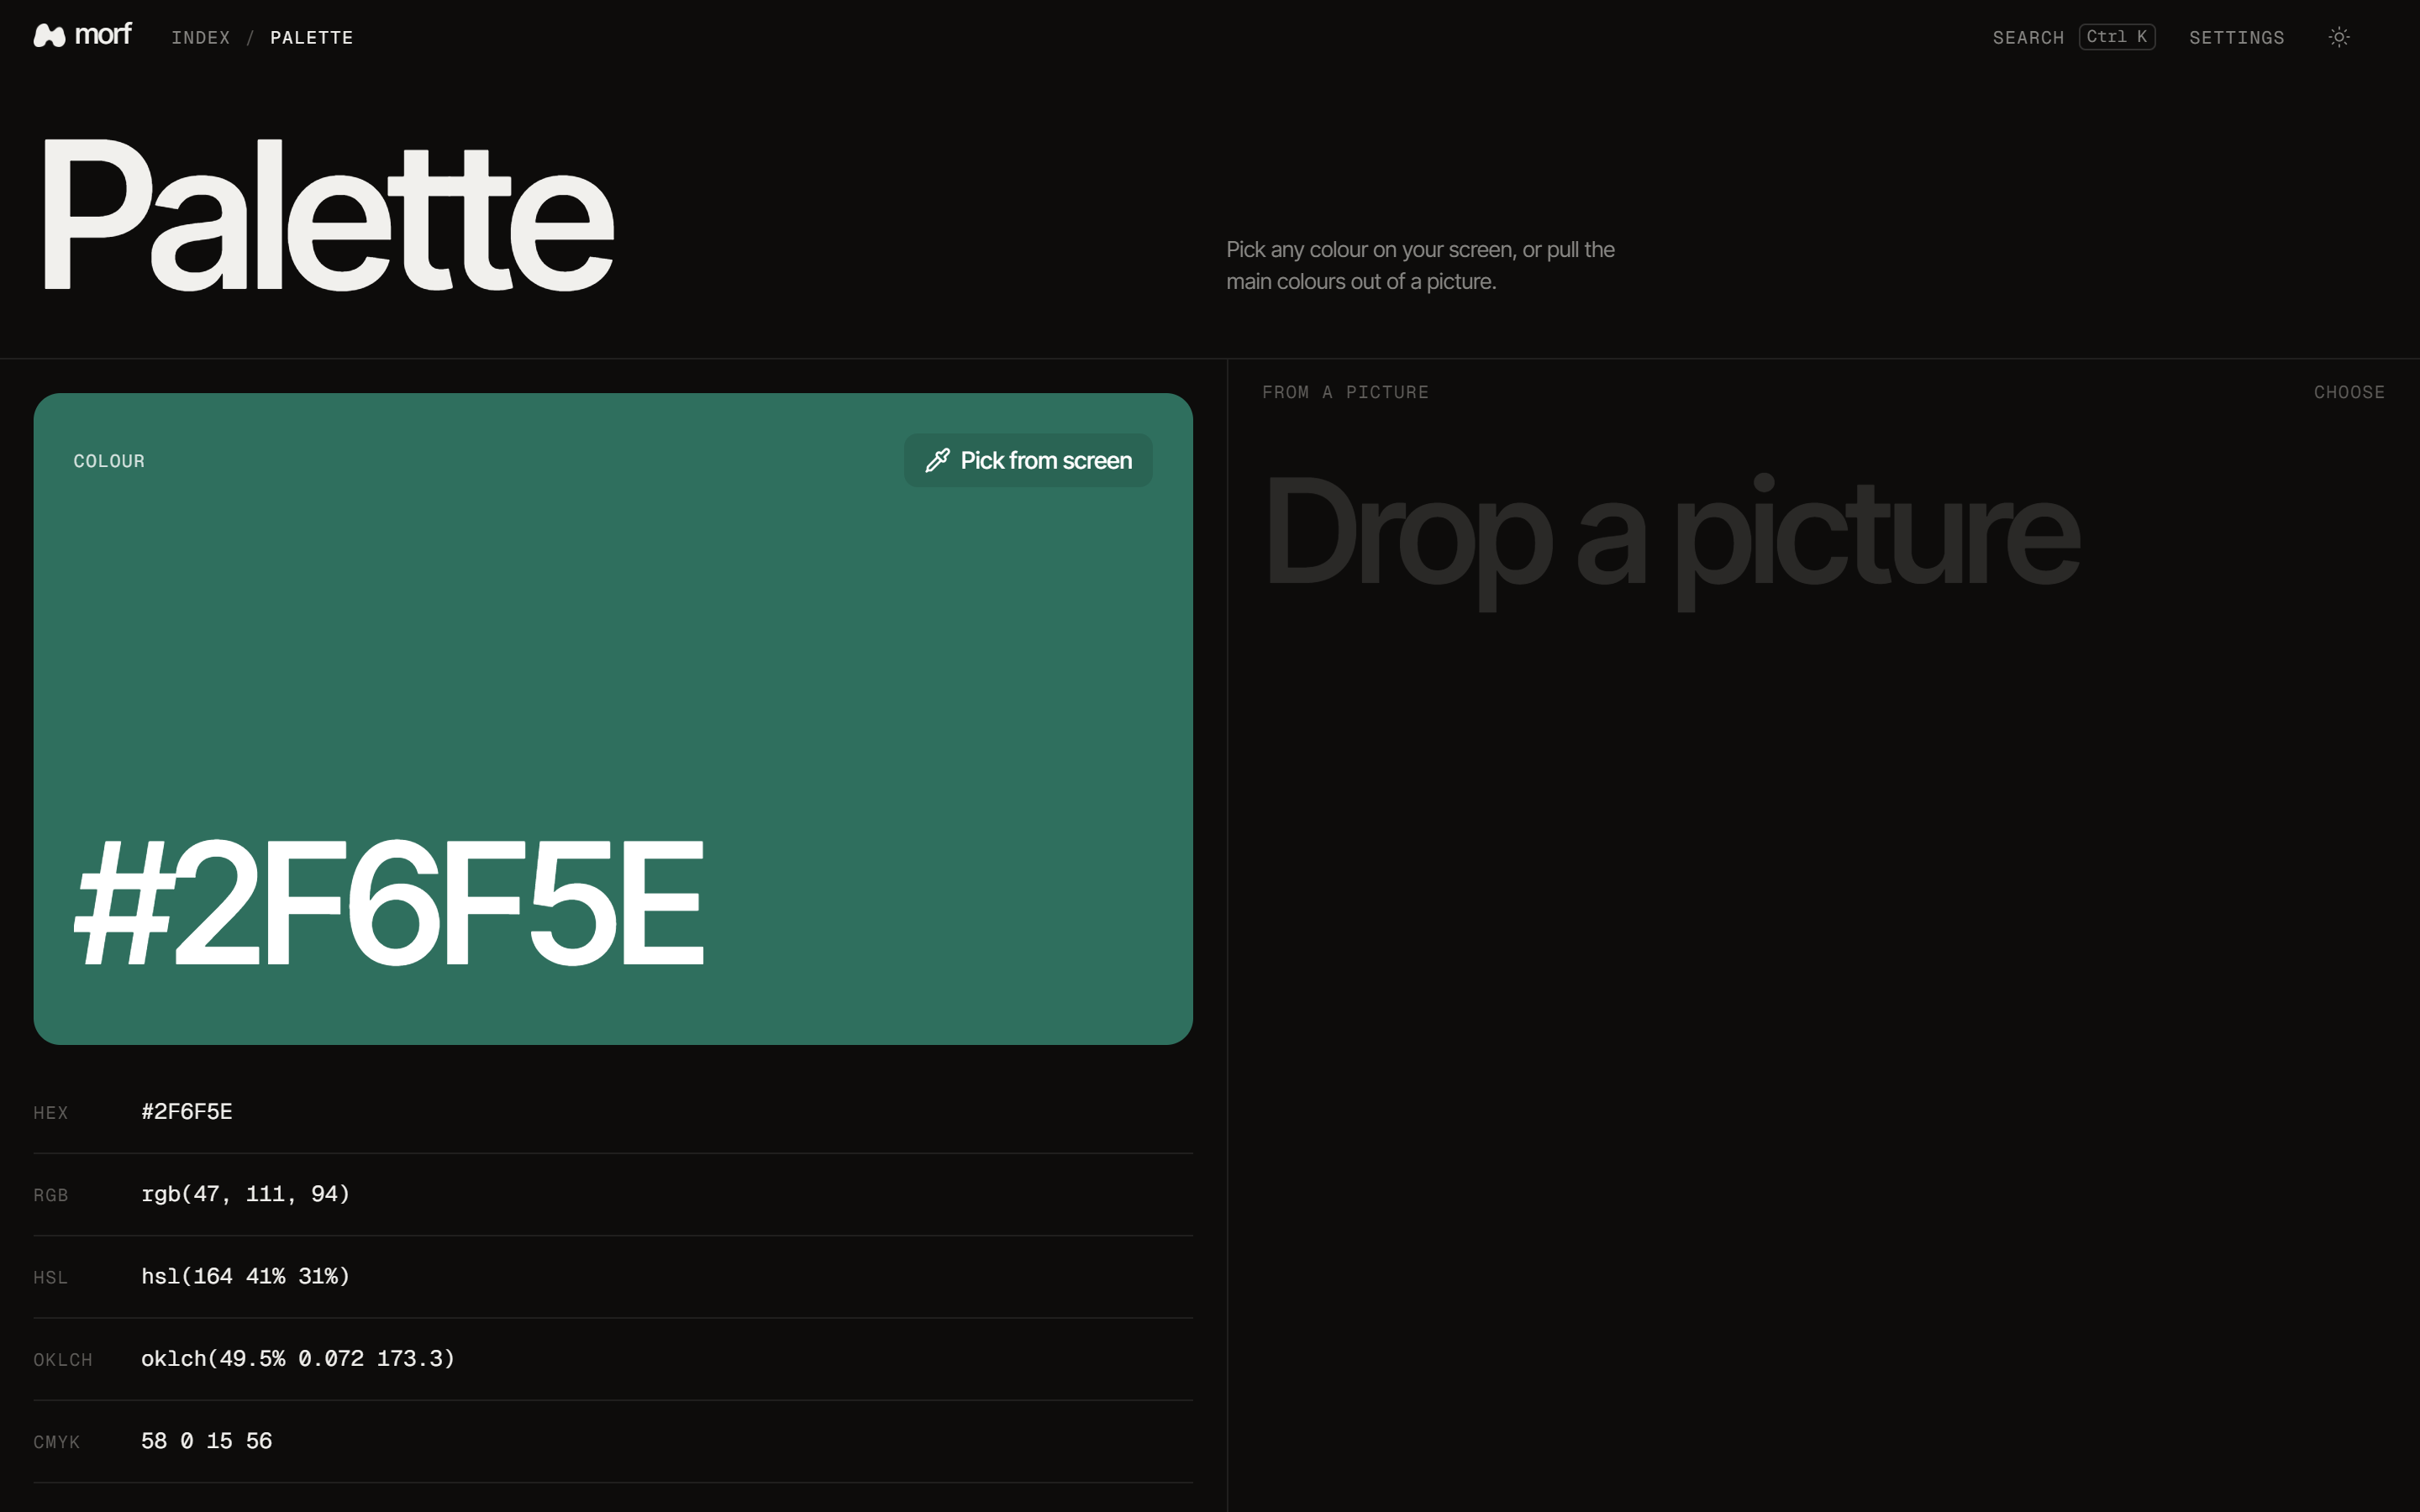 morf INDEX / PALETTE SEARCH Ctrl K SETTINGS
Palette
Pick any colour on your screen, or pull the
main colours out of a picture.
COLOUR
Pick from screen
#2F6F5E
HEX #2F6F5E
RGB rgb(47, 111, 94)
HSL hsl(164 41% 31%)
OKLCH oklch(49.5% 0.072 173.3)
CMYK 58 0 15 56
FROM A PICTURE CHOOSE
Drop a picture